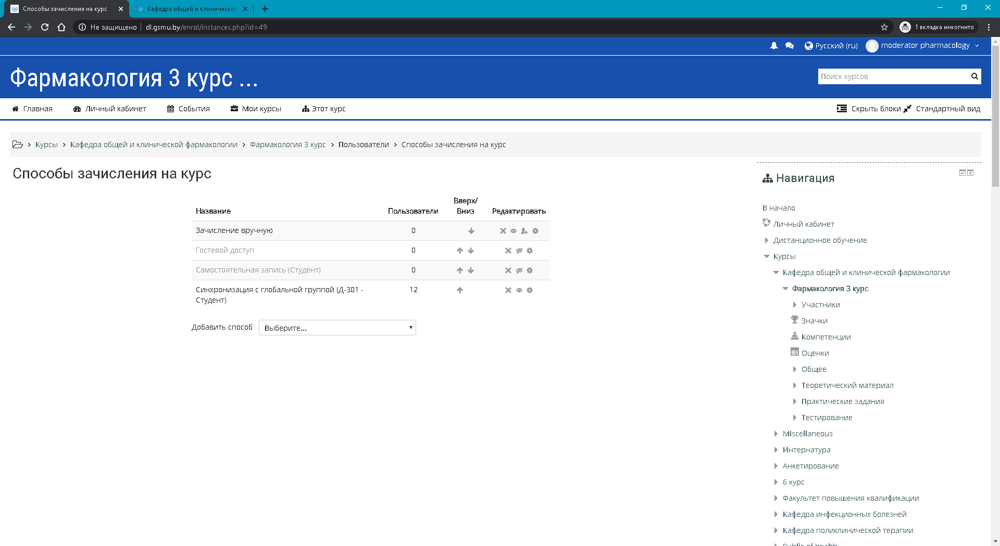 Способы зачисления на курс
Кафедра общей и клинической
Не защищено
dl.gsmu.by/enrol/instances.php?id=49
1 вкладка инкогнито
Русский (ru)
moderator pharmacology
Фармакология 3 курс ...
Поиск курсов
Главная
Личный кабинет
События
Мои курсы
Этот курс
Скрыть блоки
Стандартный вид
Курсы
Кафедра общей и клинической фармакологии
Фармакология 3 курс
Пользователи
Способы зачисления на курс
Способы зачисления на курс
Название Пользователи Вверх/
Вниз Редактировать
Зачисление вручную 0
Гостевой доступ 0
Самостоятельная запись (Студент) 0
Синхронизация с глобальной группой (Д-301 - 12
Студент)
Добавить способ Выберите...
Навигация
В начало
Личный кабинет
Дистанционное обучение
Курсы
Кафедра общей и клинической фармакологии
Фармакология 3 курс
Участники
Значки
Компетенции
Оценки
Общее
Теоретический материал
Практические задания
Тестирование
Miscellaneous
Интернатура
Анкетирование
6 курс
Факультет повышения квалификации
Кафедра инфекционных болезней
Кафедра поликлинической терапии
Public of health